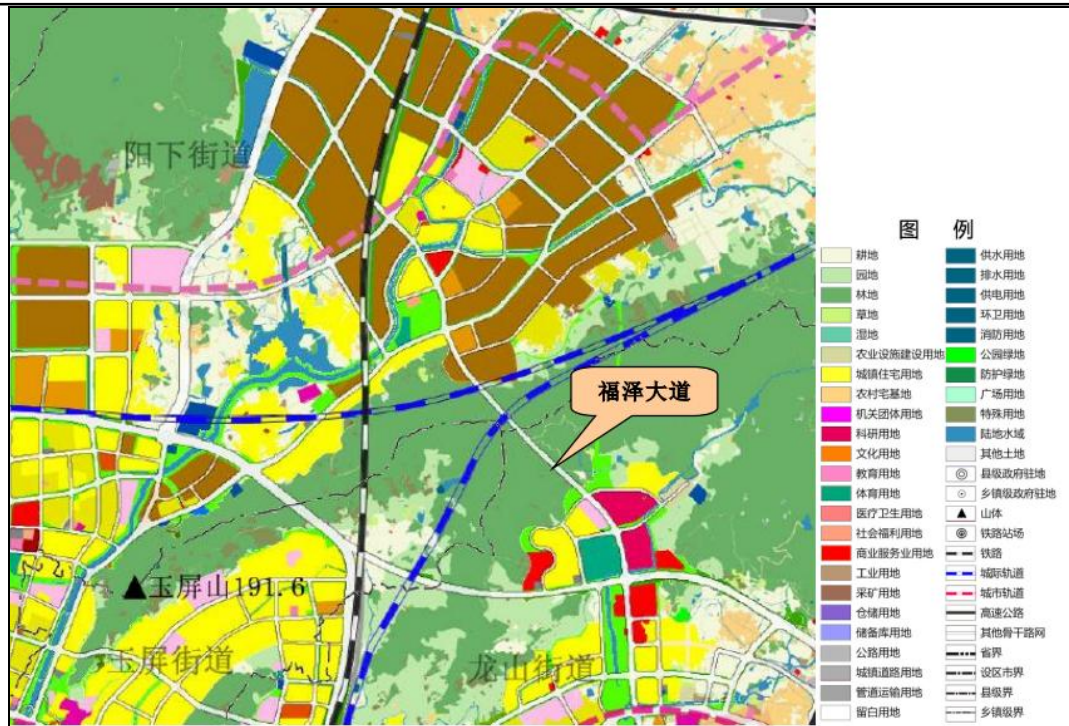 阳下街道
福泽大道
▲玉屏山191.6
玉屏街道
龙山街道
图 例
耕地
园地
林地
草地
湿地
农业设施建设用地
城镇住宅用地
农村宅基地
机关团体用地
科研用地
文化用地
教育用地
体育用地
医疗卫生用地
社会福利用地
商业服务业用地
工业用地
采矿用地
仓储用地
储备库用地
公路用地
城镇道路用地
管道运输用地
留白用地
供水用地
排水用地
供电用地
环卫用地
消防用地
公园绿地
防护绿地
广场用地
特殊用地
陆地水域
其他土地
县级政府驻地
乡镇级政府驻地
山体
铁路站场
铁路
城际轨道
城市轨道
高速公路
其他骨干路网
省界
设区市界
县级界
乡镇级界